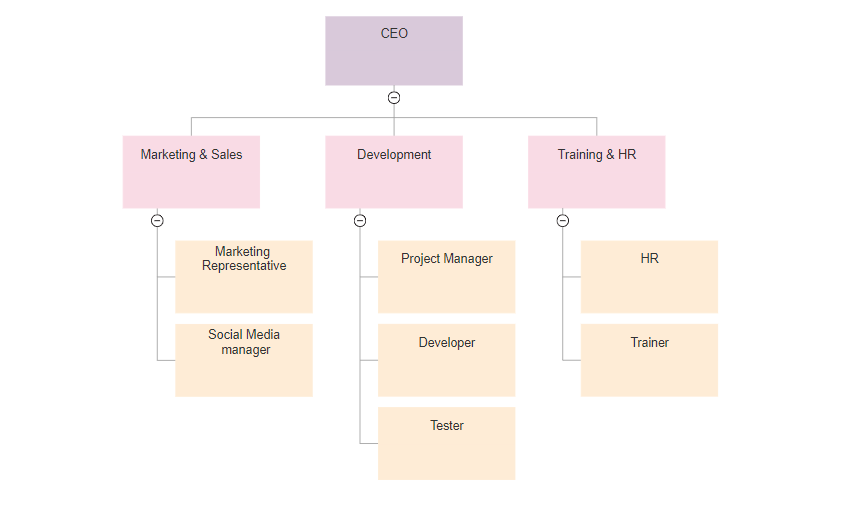 CEO
Marketing & Sales
Development
Training & HR
Marketing
Representative
Project Manager
HR
Social Media
manager
Developer
Trainer
Tester